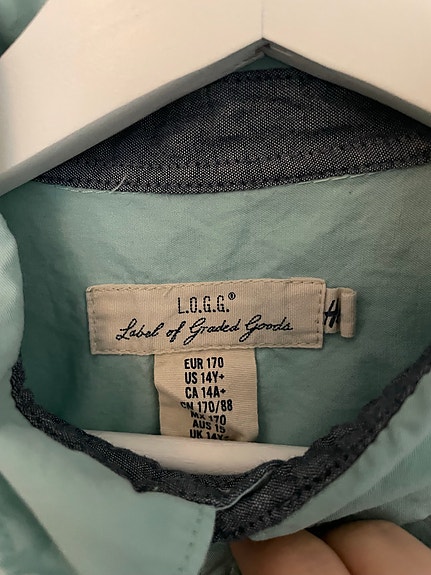 L.O.G.G.®
Label of Graded Goods
EUR 170
US 14Y+
CA 14A+
CN 170/88
MX 170
AUS 15
UK 14Y+